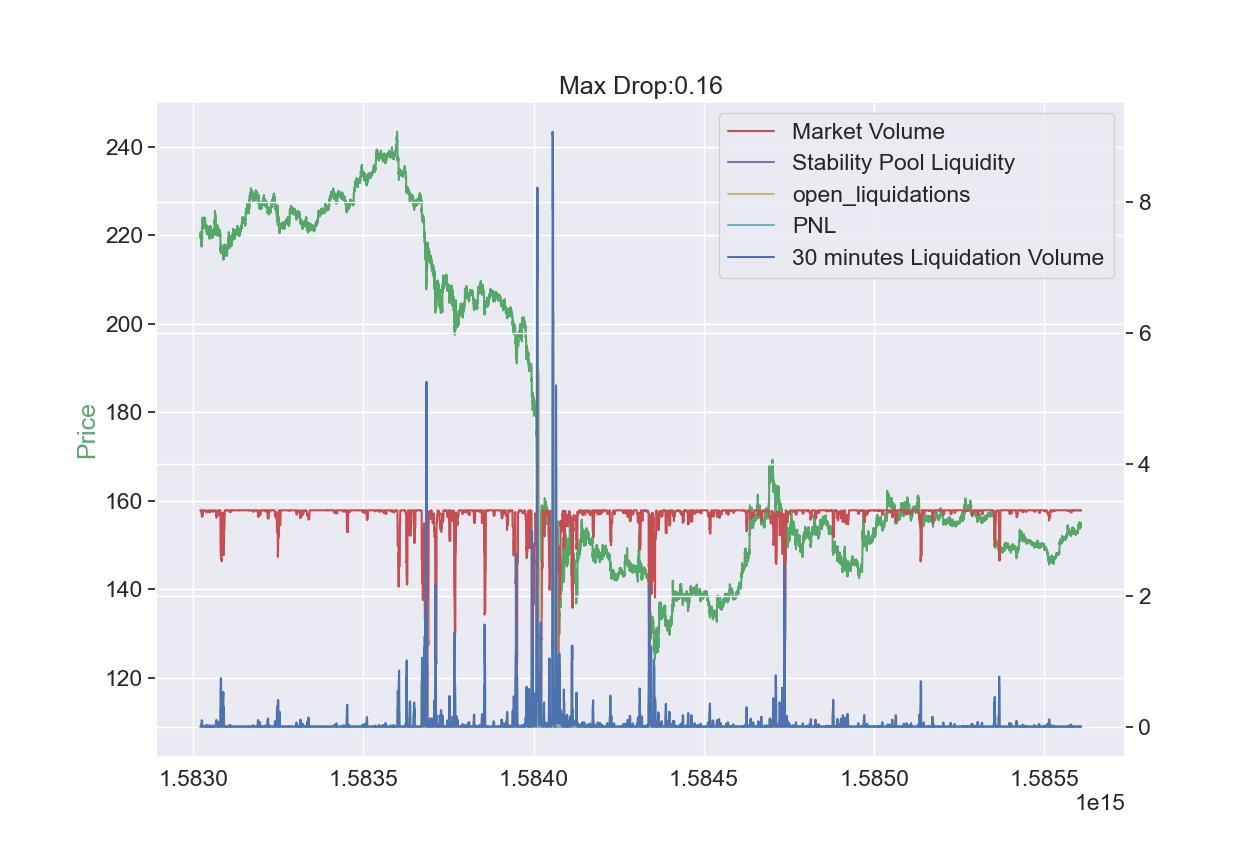 Max Drop:0.16
Market Volume
Stability Pool Liquidity
open_liquidations
PNL
30 minutes Liquidation Volume
Price
240
220
200
180
160
140
120
8
6
4
2
0
1.5830 1.5835 1.5840 1.5845 1.5850 1.5855
1e15